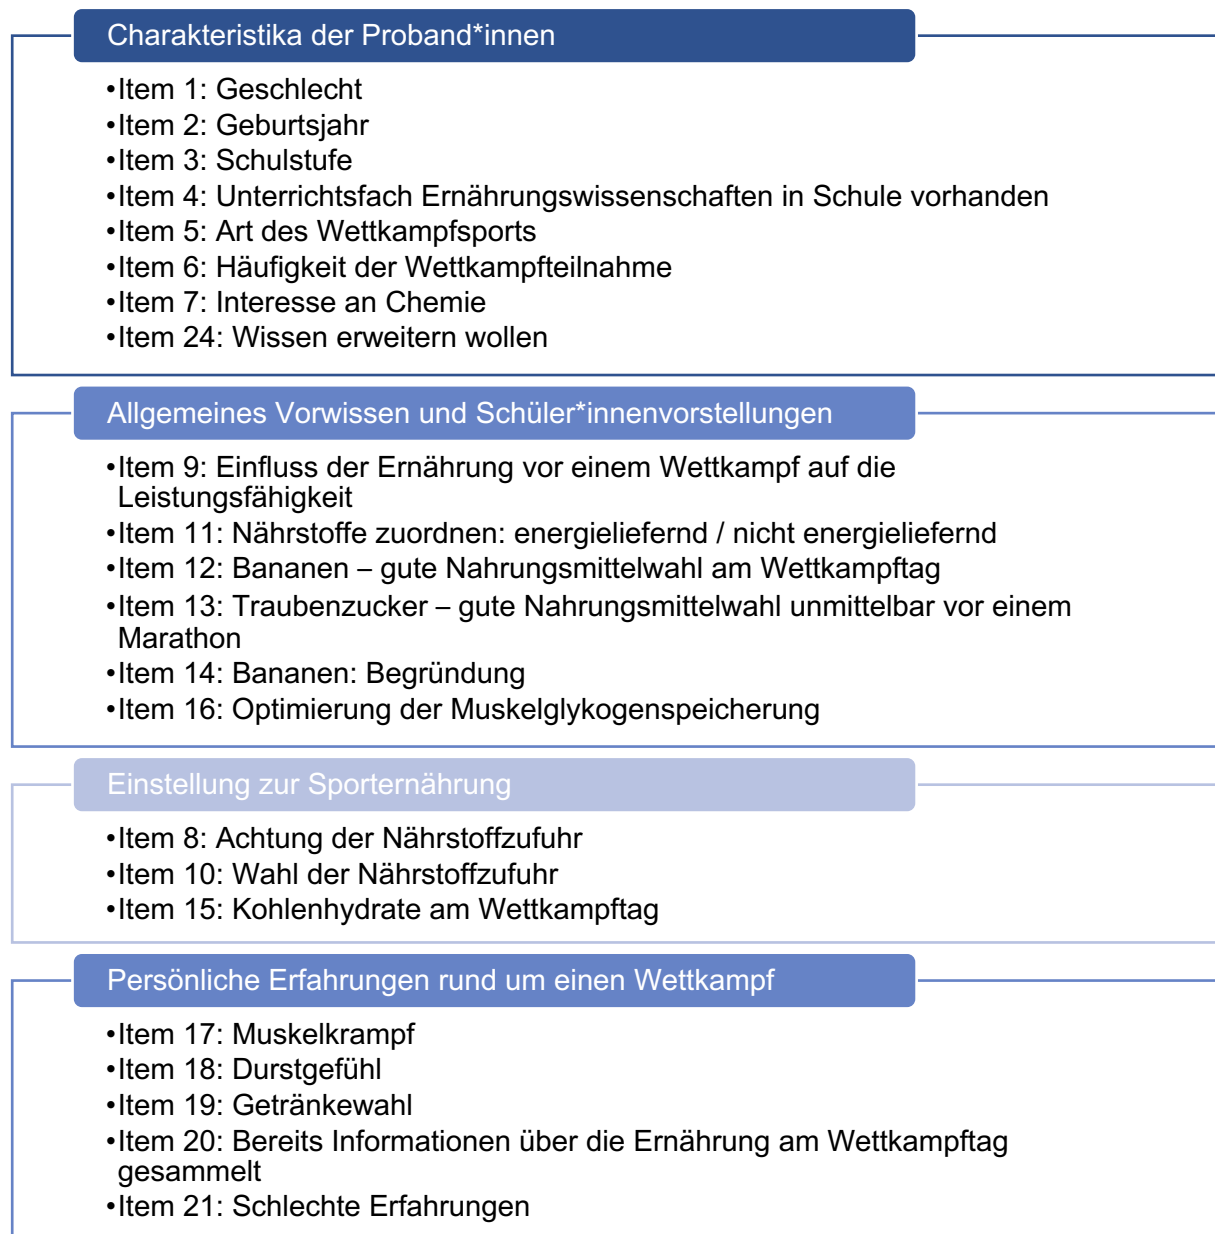 Charakteristika der Proband*innen
•Item 1: Geschlecht
•Item 2: Geburtsjahr
•Item 3: Schulstufe
•Item 4: Unterrichtsfach Ernährungswissenschaften in Schule vorhanden
•Item 5: Art des Wettkampfsports
•Item 6: Häufigkeit der Wettkampfteilnahme
•Item 7: Interesse an Chemie
•Item 24: Wissen erweitern wollen
Allgemeines Vorwissen und Schüler*innenvorstellungen
•Item 9: Einfluss der Ernährung vor einem Wettkampf auf die
Leistungsfähigkeit
•Item 11: Nährstoffe zuordnen: energieliefernd / nicht energieliefernd
•Item 12: Bananen – gute Nahrungsmittelwahl am Wettkampftag
•Item 13: Traubenzucker – gute Nahrungsmittelwahl unmittelbar vor einem
Marathon
•Item 14: Bananen: Begründung
•Item 16: Optimierung der Muskelglykogenspeicherung
Einstellung zur Sporternährung
•Item 8: Achtung der Nährstoffzufuhr
•Item 10: Wahl der Nährstoffzufuhr
•Item 15: Kohlenhydrate am Wettkampftag
Persönliche Erfahrungen rund um einen Wettkampf
•Item 17: Muskelkrampf
•Item 18: Durstgefühl
•Item 19: Getränkewahl
•Item 20: Bereits Informationen über die Ernährung am Wettkampftag
gesammelt
•Item 21: Schlechte Erfahrungen